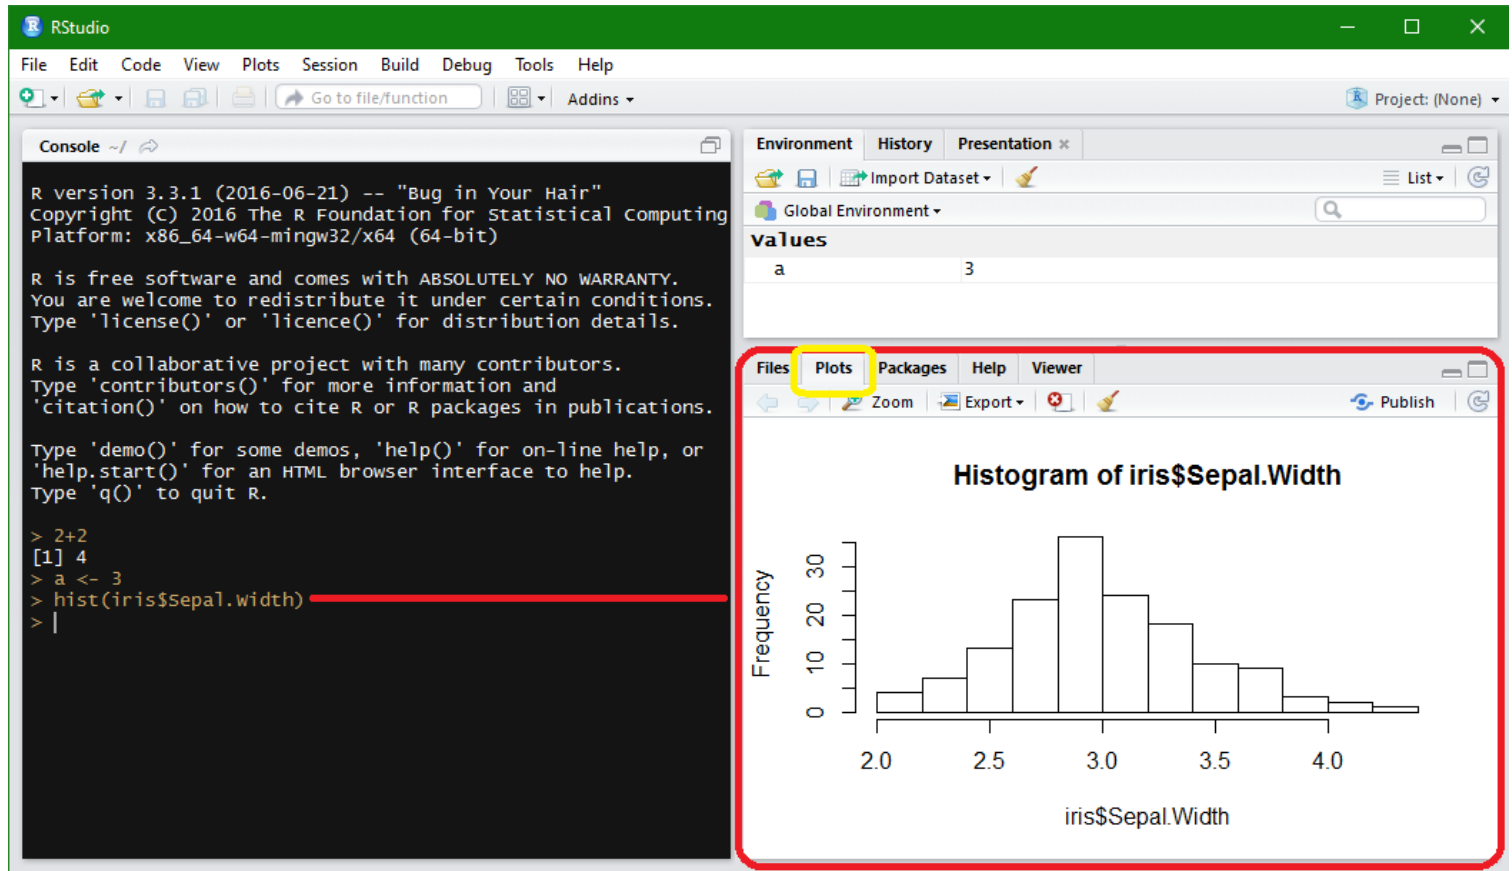 RStudio
File Edit Code View Plots Session Build Debug Tools Help
Go to file/function Addins Project: (None)
Console ~/
R version 3.3.1 (2016-06-21) -- "Bug in Your Hair"
Copyright (C) 2016 The R Foundation for Statistical Computing
Platform: x86_64-w64-mingw32/x64 (64-bit)
R is free software and comes with ABSOLUTELY NO WARRANTY.
You are welcome to redistribute it under certain conditions.
Type 'license()' or 'licence()' for distribution details.
R is a collaborative project with many contributors.
Type 'contributors()' for more information and
'citation()' on how to cite R or R packages in publications.
Type 'demo()' for some demos, 'help()' for on-line help, or
'help.start()' for an HTML browser interface to help.
Type 'q()' to quit R.
> 2+2
[1] 4
> a <- 3
> hist(iris$Sepal.Width)
>
Environment History Presentation
Import Dataset List
Global Environment
Values
a 3
Files Plots Packages Help Viewer
Zoom Export Publish
Histogram of iris$Sepal.Width
Frequency
30
20
10
0
2.0 2.5 3.0 3.5 4.0
iris$Sepal.Width